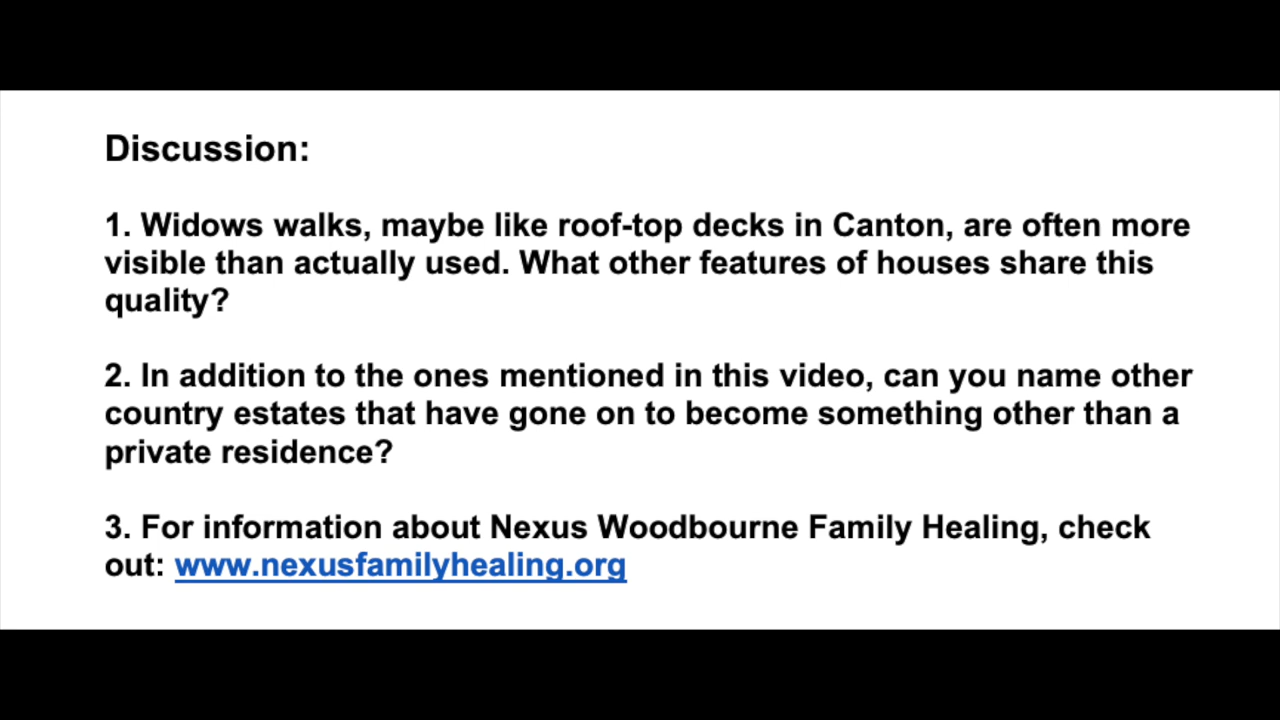 Discussion:
1. Widows walks, maybe like roof-top decks in Canton, are often more
visible than actually used. What other features of houses share this
quality?
2. In addition to the ones mentioned in this video, can you name other
country estates that have gone on to become something other than a
private residence?
3. For information about Nexus Woodbourne Family Healing, check
out: www.nexusfamilyhealing.org